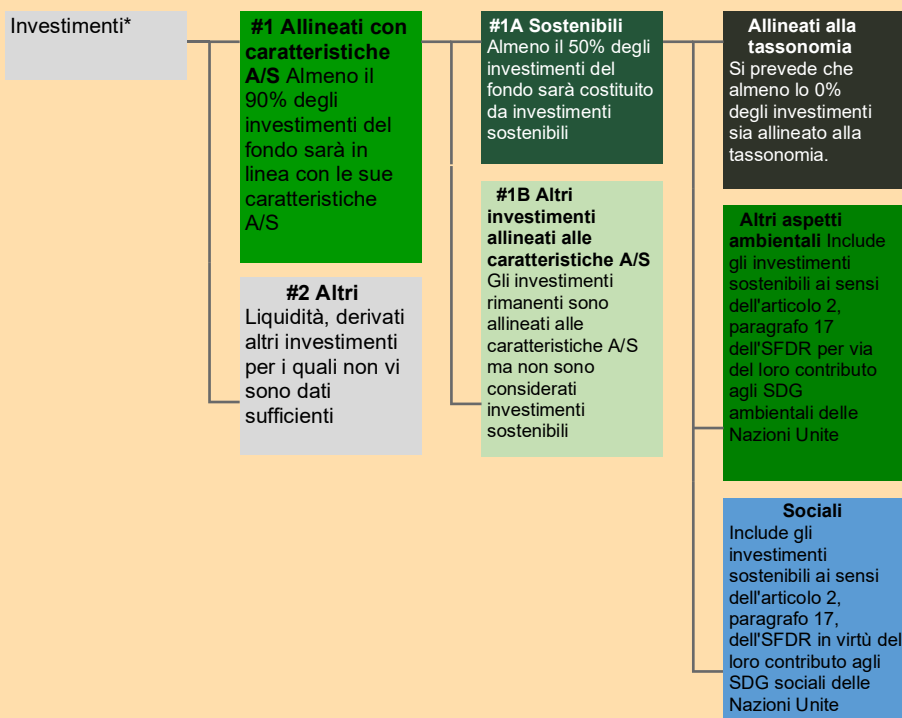 Investimenti*
#1 Allineati con
caratteristiche
A/S Almeno il
90% degli
investimenti del
fondo sarà in
linea con le sue
caratteristiche
A/S
#2 Altri
Liquidità, derivati
altri investimenti
per i quali non vi
sono dati
sufficienti
#1A Sostenibili
Almeno il 50% degli
investimenti del
fondo sarà costituito
da investimenti
sostenibili
#1B Altri
investimenti
allineati alle
caratteristiche A/S
Gli investimenti
rimanenti sono
allineati alle
caratteristiche A/S
ma non sono
considerati
investimenti
sostenibili
Allineati alla
tassonomia
Si prevede che
almeno lo 0%
degli investimenti
sia allineato alla
tassonomia.
Altri aspetti
ambientali Include
gli investimenti
sostenibili ai sensi
dell'articolo 2,
paragrafo 17
dell'SFDR per via
del loro contributo
agli SDG
ambientali delle
Nazioni Unite
Sociali
Include gli
investimenti
sostenibili ai sensi
dell'articolo 2,
paragrafo 17,
dell'SFDR in virtù del
loro contributo agli
SDG sociali delle
Nazioni Unite